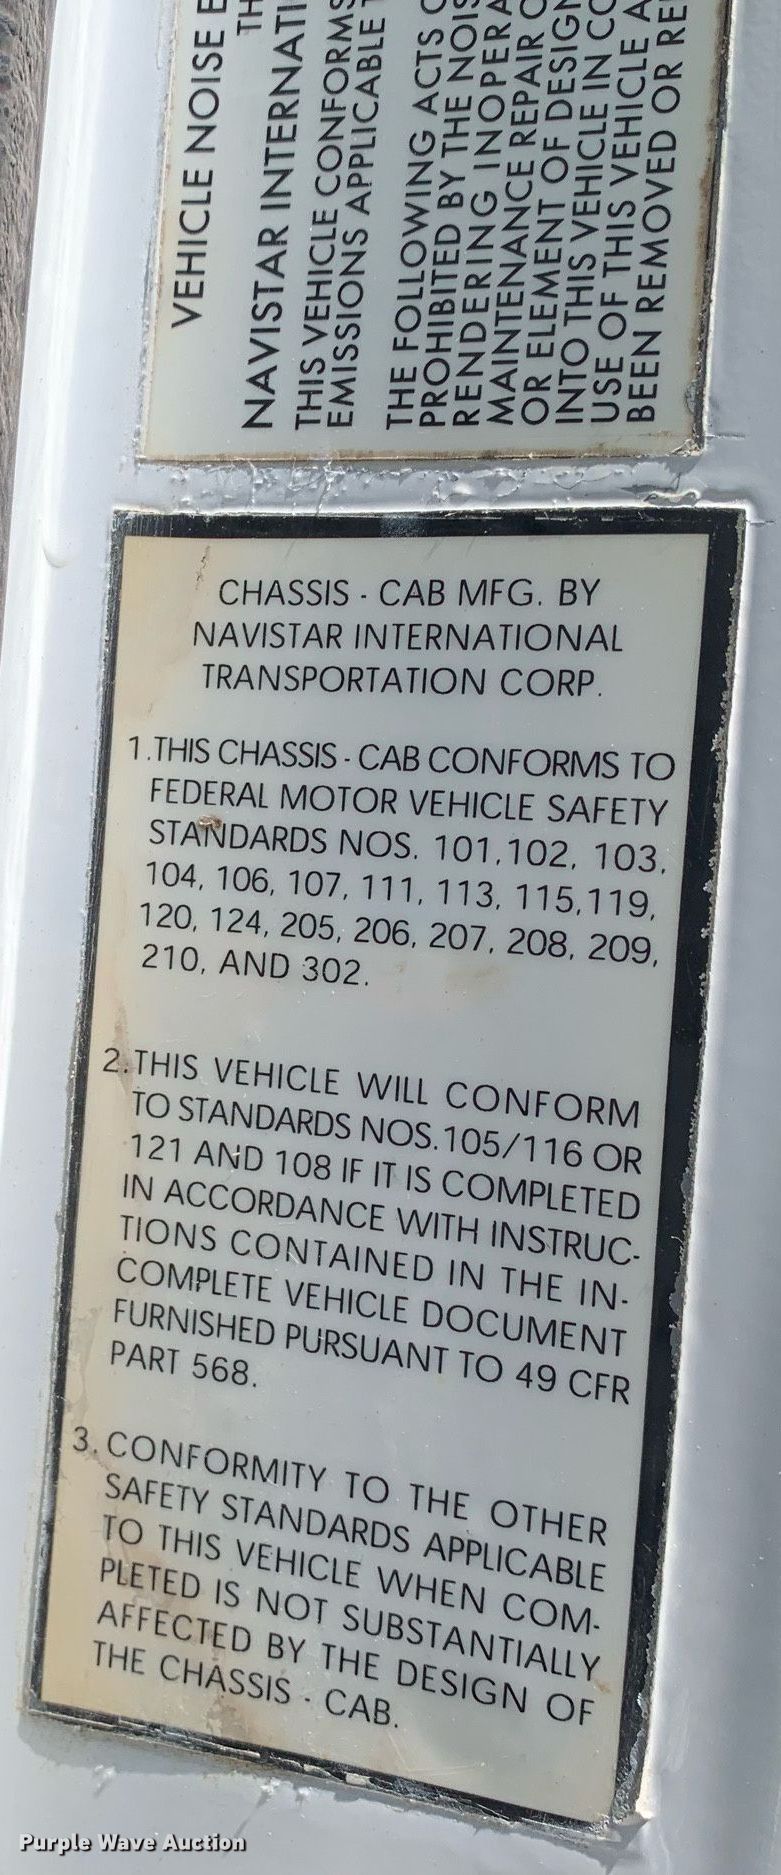 VEHICLE NOISE E
TH
NAVISTAR INTERNATI
THIS VEHICLE CONFORMS
EMISSIONS APPLICABLE
THE FOLLOWING ACTS
PROHIBITED BY THE NOIS
RENDERING INOPERA
MAINTENANCE REPAIR O
OR ELEMENT OF DESIGN
INTO THIS VEHICLE IN CO
USE OF THIS VEHICLE A
BEEN REMOVED OR RE
CHASSIS - CAB MFG. BY
NAVISTAR INTERNATIONAL
TRANSPORTATION CORP.
1. THIS CHASSIS - CAB CONFORMS TO
FEDERAL MOTOR VEHICLE SAFETY
STANDARDS NOS. 101, 102, 103,
104, 106, 107, 111, 113, 115, 119,
120, 124, 205, 206, 207, 208, 209,
210, AND 302.
2. THIS VEHICLE WILL CONFORM
TO STANDARDS NOS. 105/116 OR
121 AND 108 IF IT IS COMPLETED
IN ACCORDANCE WITH INSTRUC-
TIONS CONTAINED IN THE IN-
COMPLETE VEHICLE DOCUMENT
FURNISHED PURSUANT TO 49 CFR
PART 568.
3. CONFORMITY TO THE OTHER
SAFETY STANDARDS APPLICABLE
TO THIS VEHICLE WHEN COM-
PLETED IS NOT SUBSTANTIALLY
AFFECTED BY THE DESIGN OF
THE CHASSIS - CAB.
Purple Wave Auction